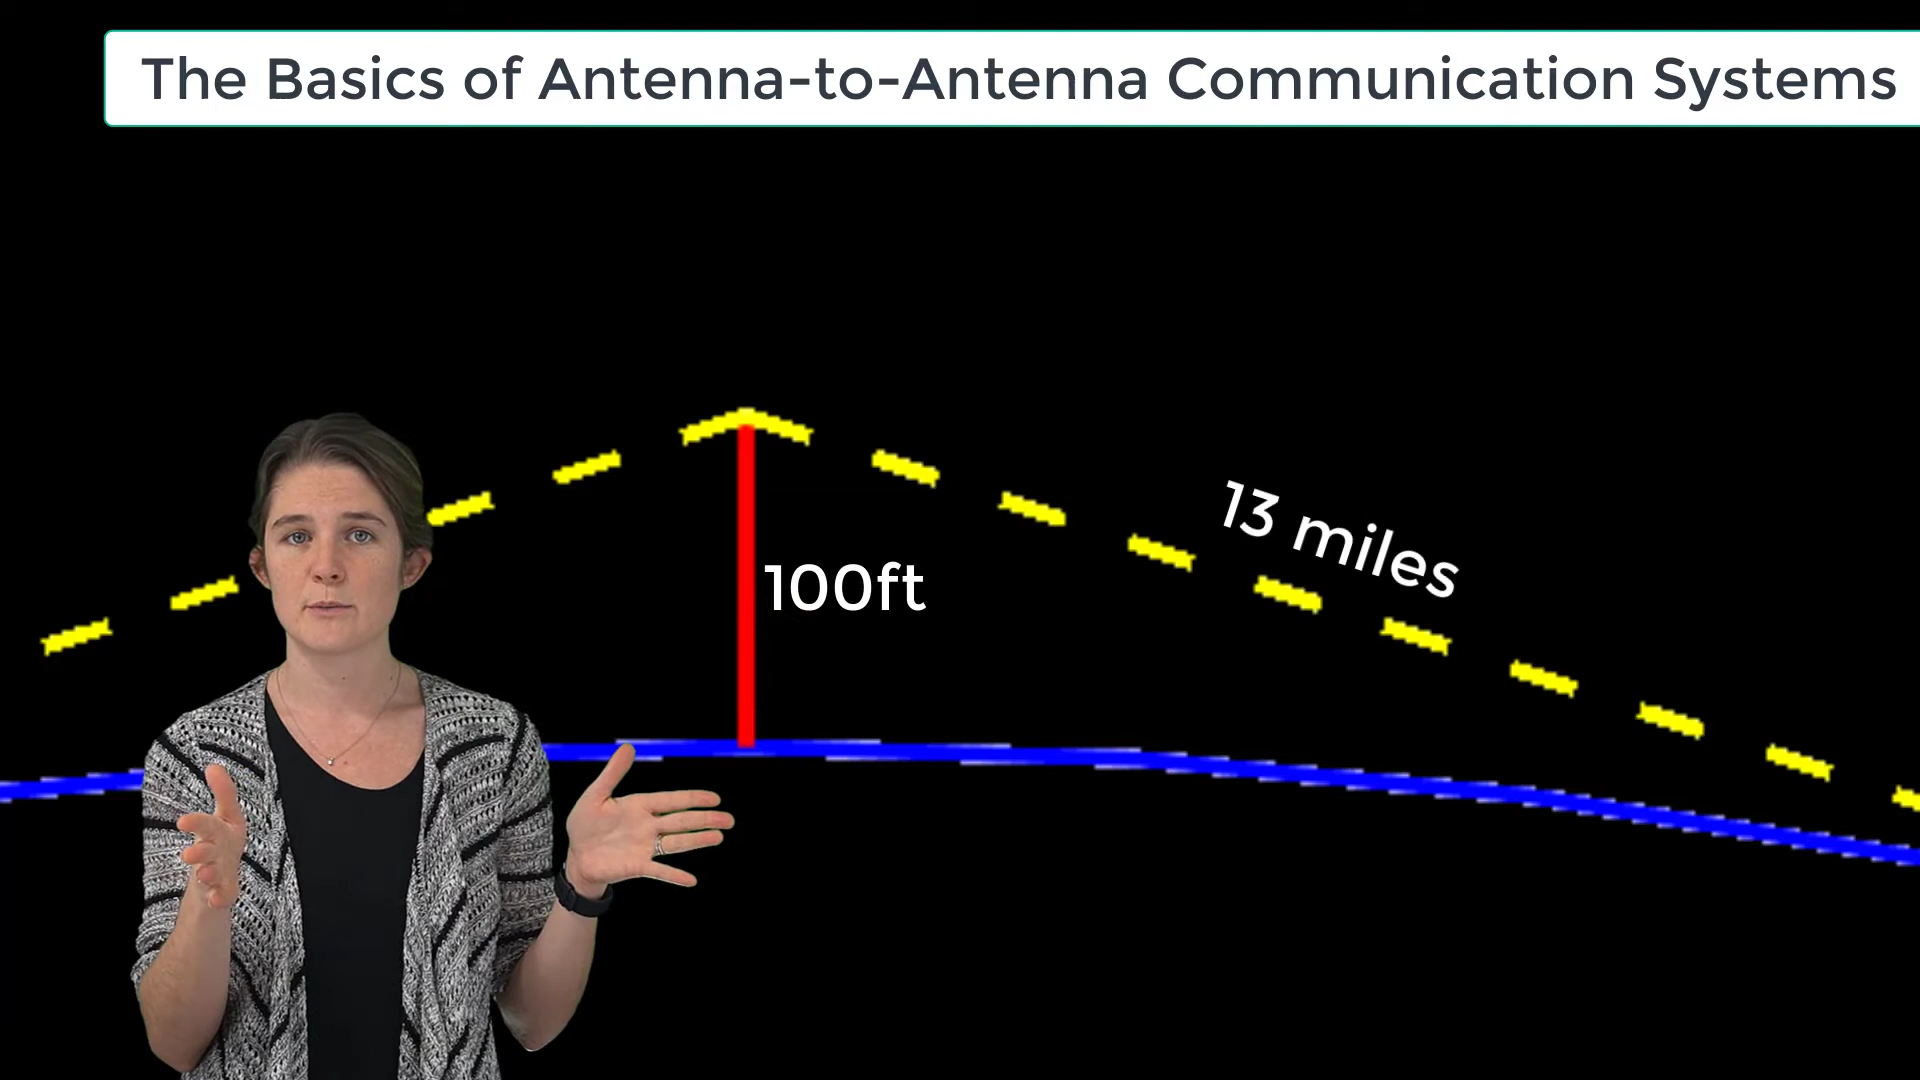 The Basics of Antenna-to-Antenna Communication Systems
13 miles
100ft